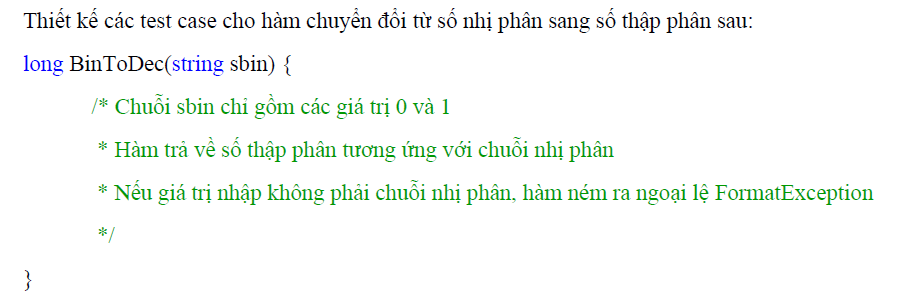 Thiết kế các test case cho hàm chuyển đổi từ số nhị phân sang số thập phân sau:
long BinToDec(string sbin) {
/* Chuỗi sbin chỉ gồm các giá trị 0 và 1
* Hàm trả về số thập phân tương ứng với chuỗi nhị phân
* Nếu giá trị nhập không phải chuỗi nhị phân, hàm ném ra ngoại lệ FormatException
*/
}